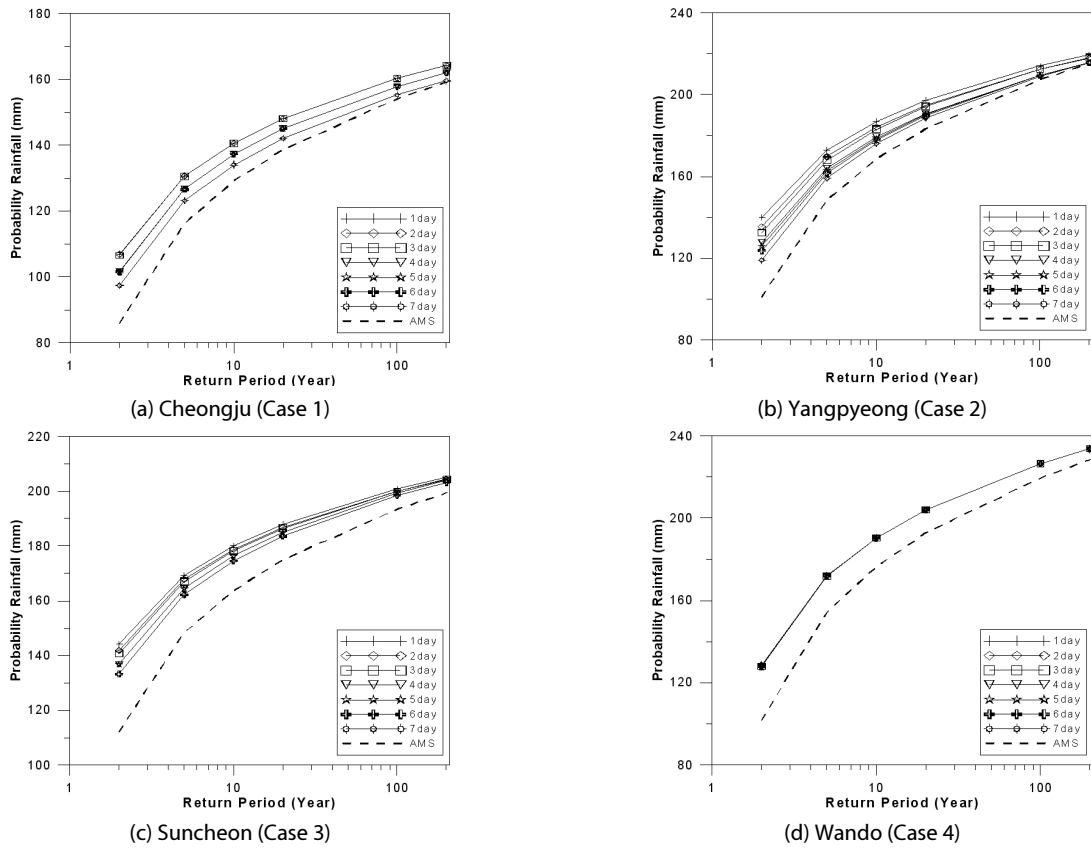 180
160
140
120
100
80
Probability Rainfall (mm)
1day
2day
3day
4day
5day
6day
7day
AMS
1 10 100
Return Period (Year)
(a) Cheongju (Case 1)
240
200
160
120
80
Probability Rainfall (mm)
1day
2day
3day
4day
5day
6day
7day
AMS
1 10 100
Return Period (Year)
(b) Yangpyeong (Case 2)
220
200
180
160
140
120
100
Probability Rainfall (mm)
1day
2day
3day
4day
5day
6day
7day
AMS
1 10 100
Return Period (Year)
(c) Suncheon (Case 3)
240
200
160
120
80
Probability Rainfall (mm)
1day
2day
3day
4day
5day
6day
7day
AMS
1 10 100
Return Period (Year)
(d) Wando (Case 4)